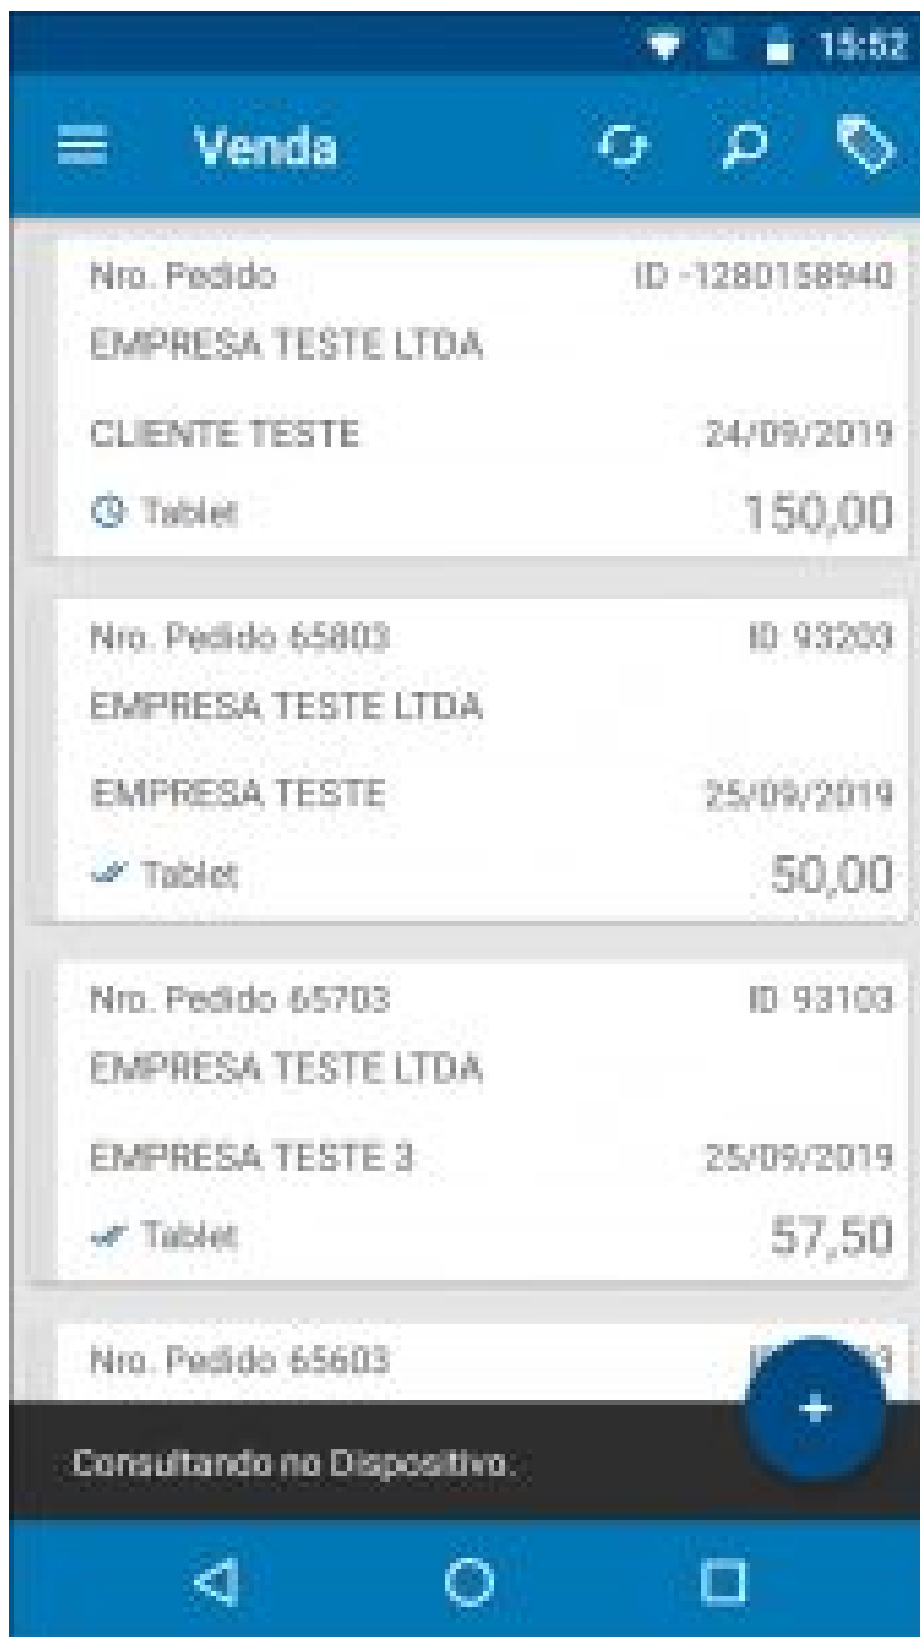 15:52
Venda
Nro. Pedido ID -1280158940
EMPRESA TESTE LTDA
CLIENTE TESTE 24/09/2019
Tablet 150,00
Nro. Pedido 65803 ID 93203
EMPRESA TESTE LTDA
EMPRESA TESTE 25/09/2019
Tablet 50,00
Nro. Pedido 65703 ID 93103
EMPRESA TESTE LTDA
EMPRESA TESTE 3 25/09/2019
Tablet 57,50
Nro. Pedido 65603
+
Consultando no Dispositivo.